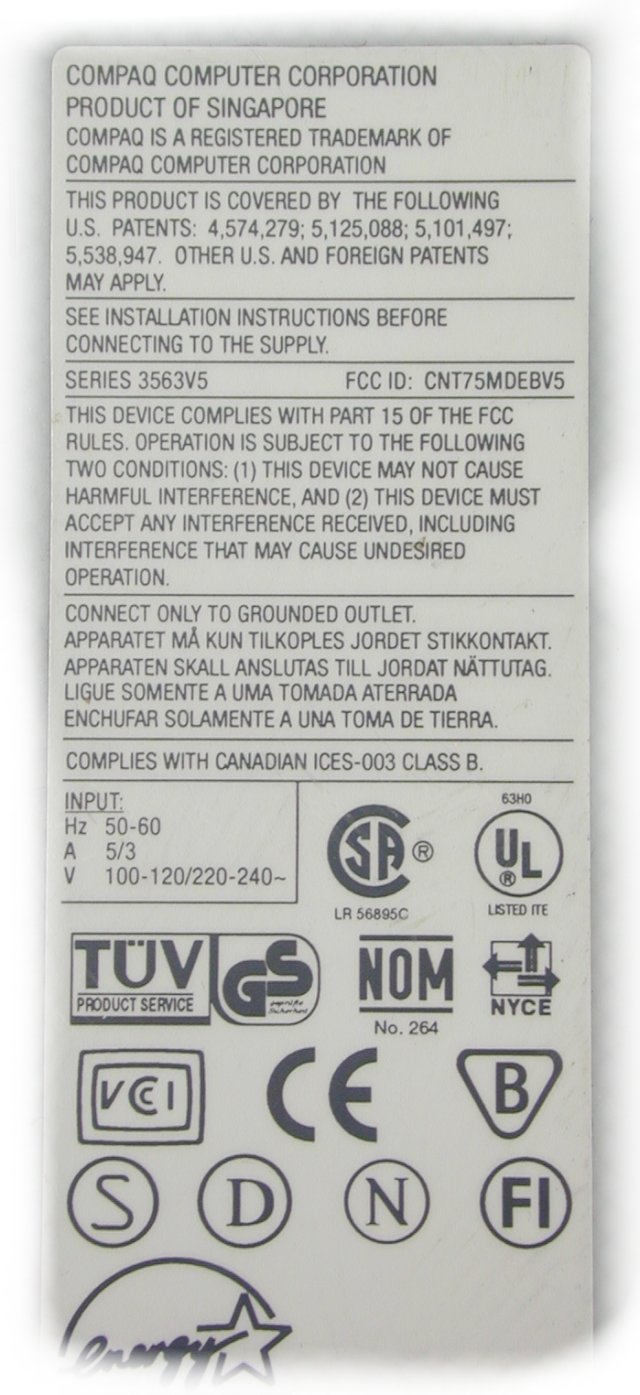 COMPAQ COMPUTER CORPORATION
PRODUCT OF SINGAPORE
COMPAQ IS A REGISTERED TRADEMARK OF
COMPAQ COMPUTER CORPORATION
THIS PRODUCT IS COVERED BY THE FOLLOWING
U.S. PATENTS: 4,574,279; 5,125,088; 5,101,497;
5,538,947. OTHER U.S. AND FOREIGN PATENTS
MAY APPLY.
SEE INSTALLATION INSTRUCTIONS BEFORE
CONNECTING TO THE SUPPLY.
SERIES 3563V5 FCC ID: CNT75MDEBV5
THIS DEVICE COMPLIES WITH PART 15 OF THE FCC
RULES. OPERATION IS SUBJECT TO THE FOLLOWING
TWO CONDITIONS: (1) THIS DEVICE MAY NOT CAUSE
HARMFUL INTERFERENCE, AND (2) THIS DEVICE MUST
ACCEPT ANY INTERFERENCE RECEIVED, INCLUDING
INTERFERENCE THAT MAY CAUSE UNDESIRED
OPERATION.
CONNECT ONLY TO GROUNDED OUTLET.
APPARATET MÅ KUN TILKOPLES JORDET STIKKONTAKT.
APPARATEN SKALL ANSLUTAS TILL JORDAT NÄTTUTAG.
LIGUE SOMENTE A UMA TOMADA ATERRADA
ENCHUFAR SOLAMENTE A UNA TOMA DE TIERRA.
COMPLIES WITH CANADIAN ICES-003 CLASS B.
INPUT:
Hz 50-60
A 5/3
V 100-120/220-240~
SA ®
LR 56895C
63H0
UL ®
LISTED ITE
TÜV
PRODUCT SERVICE
GS
geprüfte
Sicherheit
NOM
No. 264
NYCE
VCI
CE
B
S D N FI
energy